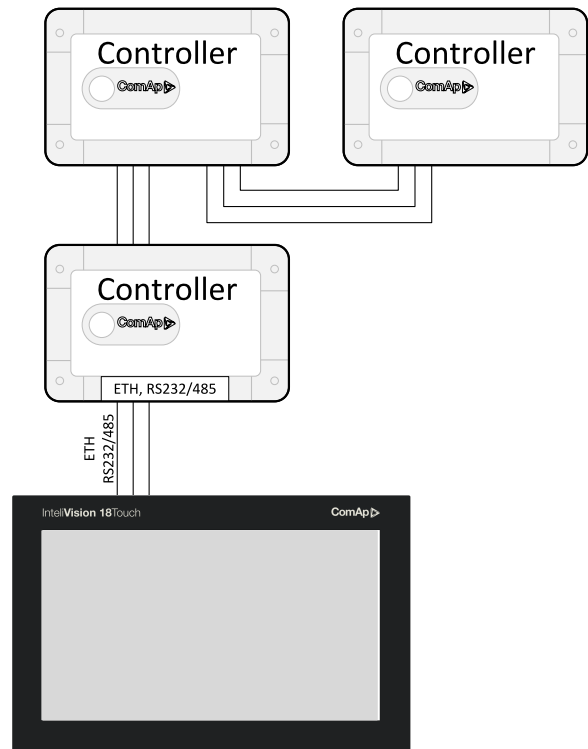 Controller
ComAp
Controller
ComAp
Controller
ComAp
ETH, RS232/485
ETH
RS232/485
InteliVision 18Touch
ComAp